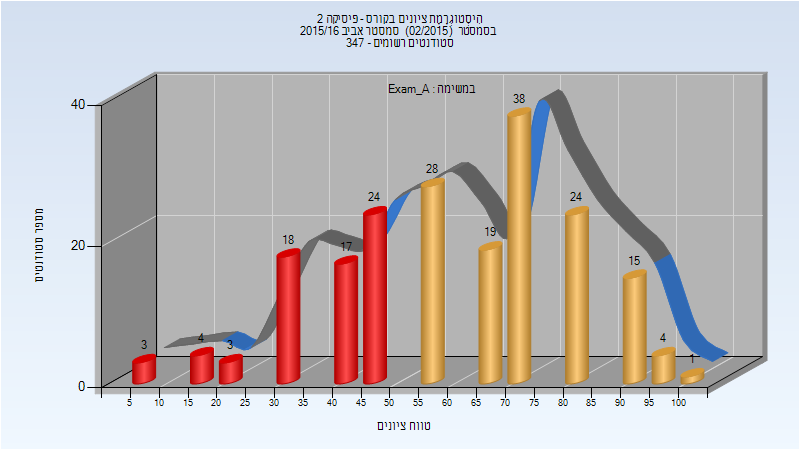 היסטוגרמת ציונים בקורס - פיסיקה 2
בסמסטר (02/2015) סמסטר אביב 2015/16
סטודנטים רשומים - 347
במשימה : Exam_A
מספר סטודנטים
40
20
0
3
4
3
18
17
24
28
19
38
24
15
4
1
5 10 15 20 25 30 35 40 45 50 55 60 65 70 75 80 85 90 95 100
טווח ציונים